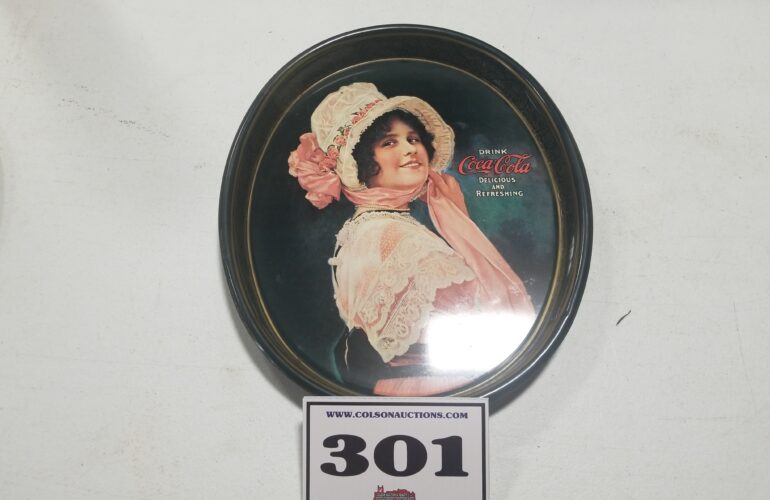 DRINK
Coca-Cola
DELICIOUS
AND
REFRESHING
WWW.COLSONAUCTIONS.COM
301